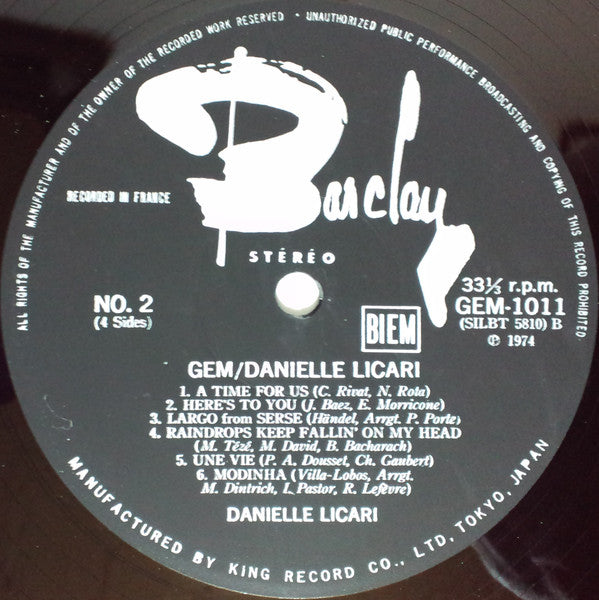 ALL RIGHTS OF THE MANUFACTURER AND OF THE OWNER OF THE RECORDED WORK RESERVED • UNAUTHORIZED PUBLIC PERFORMANCE BROADCASTING AND COPYING OF THIS RECORD PROHIBITED
Barclay
RECORDED IN FRANCE
STÉRÉO
NO. 2
(4 Sides)
BIEM
33⅓ r.p.m.
GEM-1011
(SILBT 5810) B
℗ 1974
GEM/DANIELLE LICARI
1. A TIME FOR US (C. Rivat, N. Rota)
2. HERE'S TO YOU (J. Baez, E. Morricone)
3. LARGO from SERSE (Händel, Arrgt. P. Porte)
4. RAINDROPS KEEP FALLIN' ON MY HEAD
(M. Tézé, M. David, B. Bacharach)
5. UNE VIE (P. A. Dousset, Ch. Gaubert)
6. MODINHA (Villa-Lobos, Arrgt.
M. Dintrich, I. Pastor, R. Lefèvre)
DANIELLE LICARI
MANUFACTURED BY KING RECORD CO., LTD, TOKYO, JAPAN